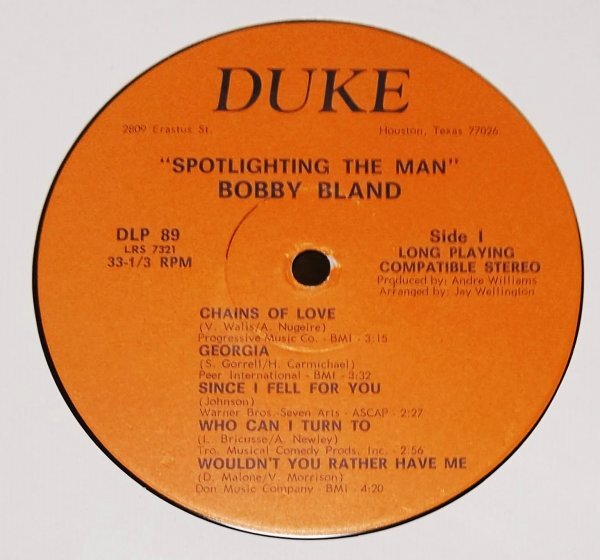 DUKE
2809 Erastus St. Houston, Texas 77026
"SPOTLIGHTING THE MAN"
BOBBY BLAND
DLP 89
LRS 7321
33-1/3 RPM
Side 1
LONG PLAYING
COMPATIBLE STEREO
Produced by: Andre Williams
Arranged by: Jay Wellington
CHAINS OF LOVE
(V. Walls/A. Nugeire)
Progressive Music Co. - BMI - 3:15
GEORGIA
(S. Gorrell/H. Carmichael)
Peer International - BMI - 3:32
SINCE I FELL FOR YOU
(Johnson)
Warner Bros.-Seven Arts - ASCAP - 2:27
WHO CAN I TURN TO
(L. Bricusse/A. Newley)
Tro. Musical Comedy Prods, Inc. - 2:56
WOULDN'T YOU RATHER HAVE ME
(D. Malone/V. Morrison)
Don Music Company - BMI - 4:20